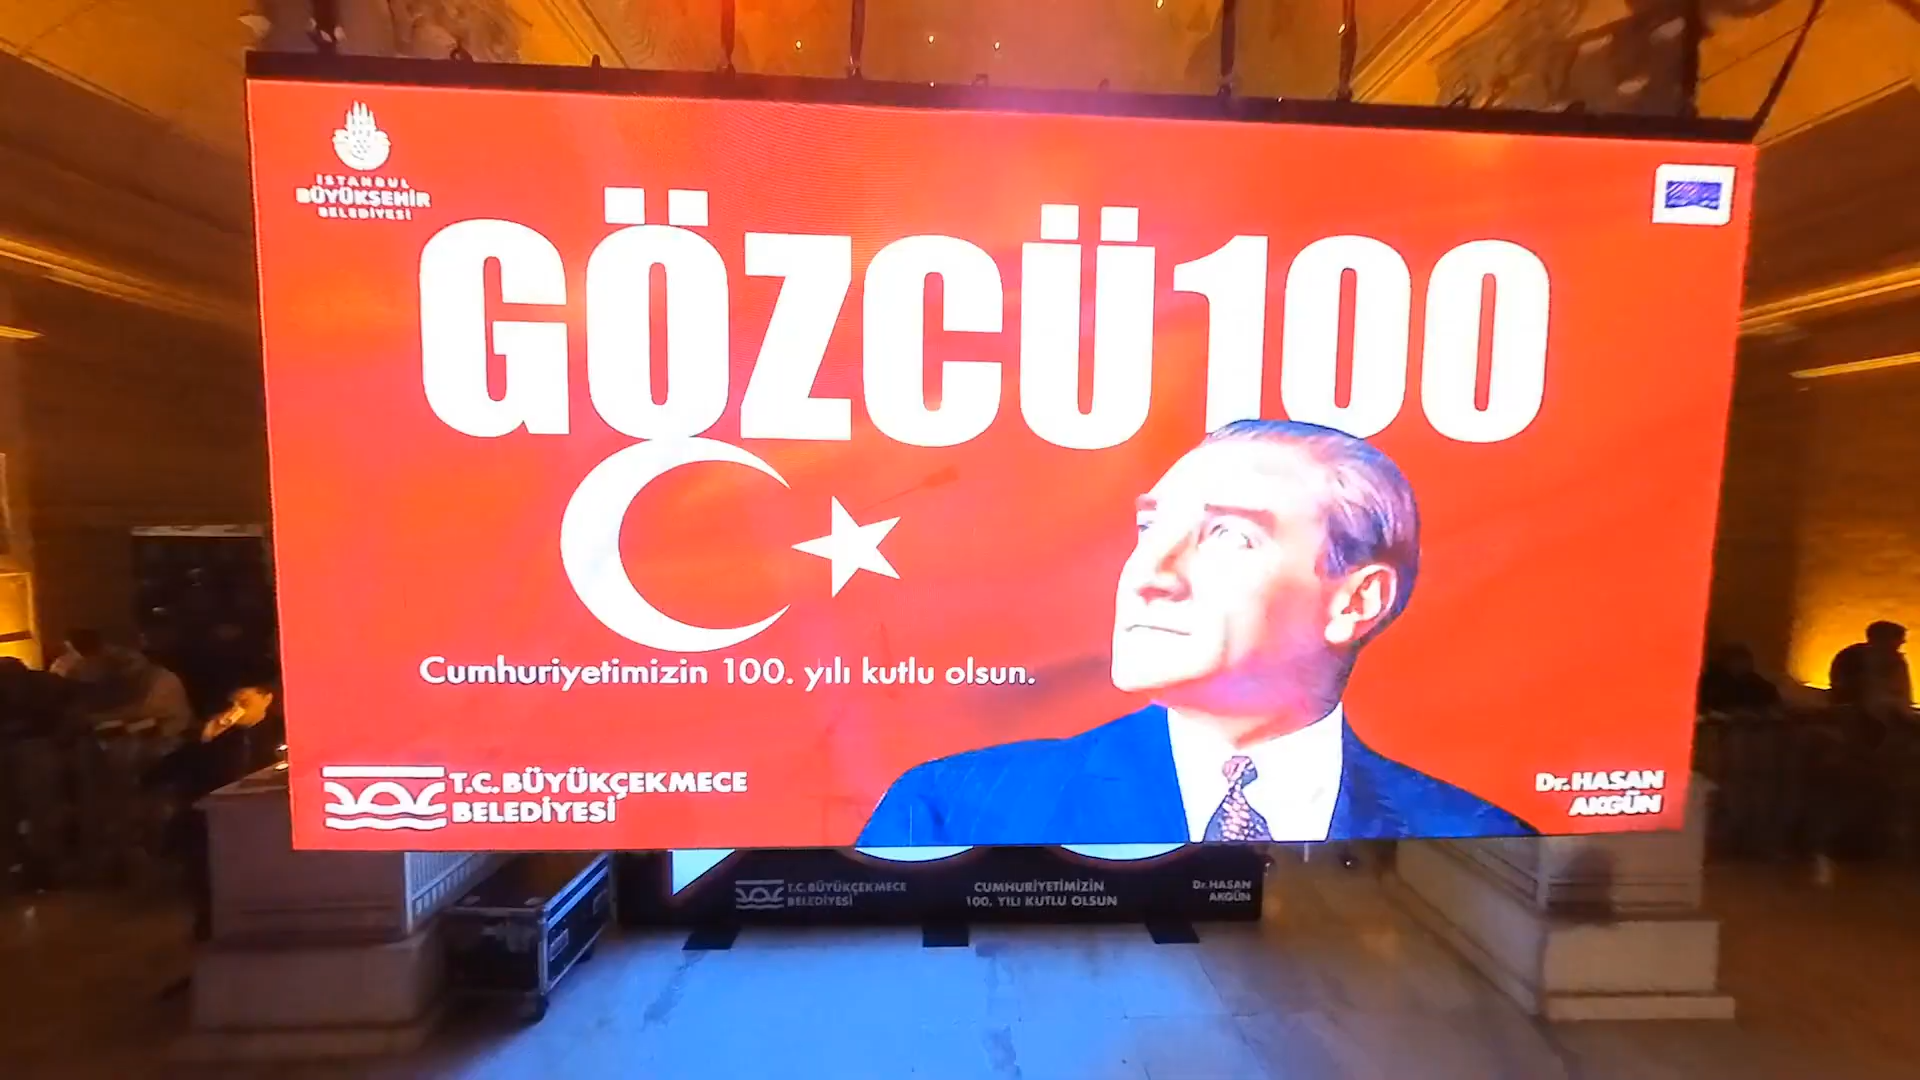 İSTANBUL
BÜYÜKŞEHİR
BELEDİYESİ
GÖZCÜ100
Cumhuriyetimizin 100. yılı kutlu olsun.
T.C. BÜYÜKÇEKMECE
BELEDİYESİ
Dr. HASAN
AKGÜN
T.C. BÜYÜKÇEKMECE
BELEDİYESİ
CUMHURİYETİMİZİN
100. YILI KUTLU OLSUN
Dr. HASAN
AKGÜN